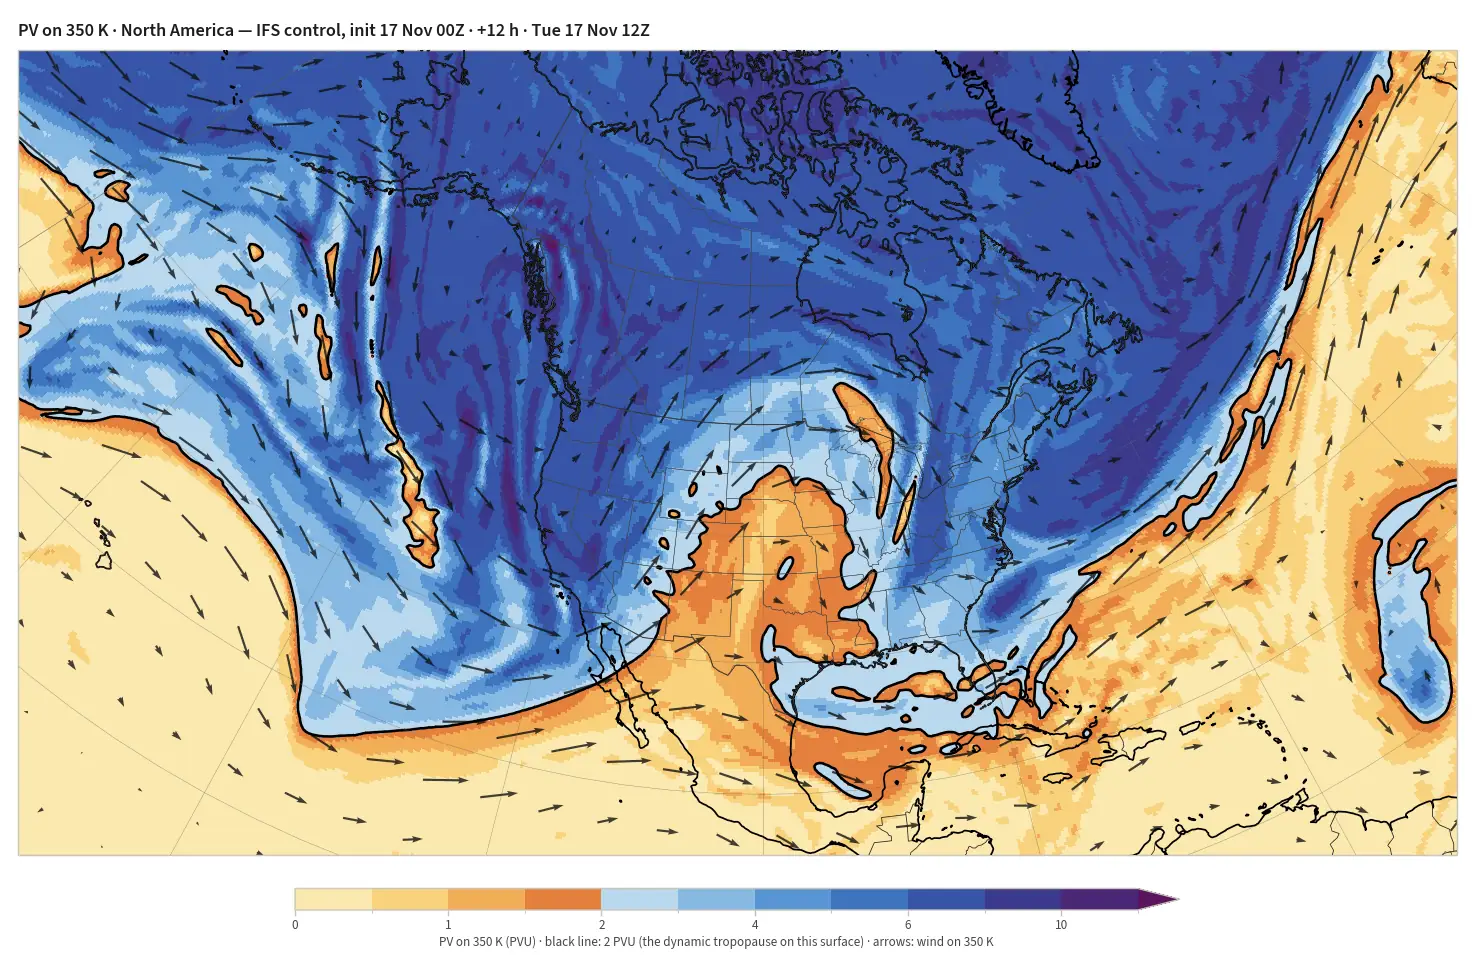 PV on 350 K · North America — IFS control, init 17 Nov 00Z · +12 h · Tue 17 Nov 12Z
0 1 2 4 6 10
PV on 350 K (PVU) · black line: 2 PVU (the dynamic tropopause on this surface) · arrows: wind on 350 K